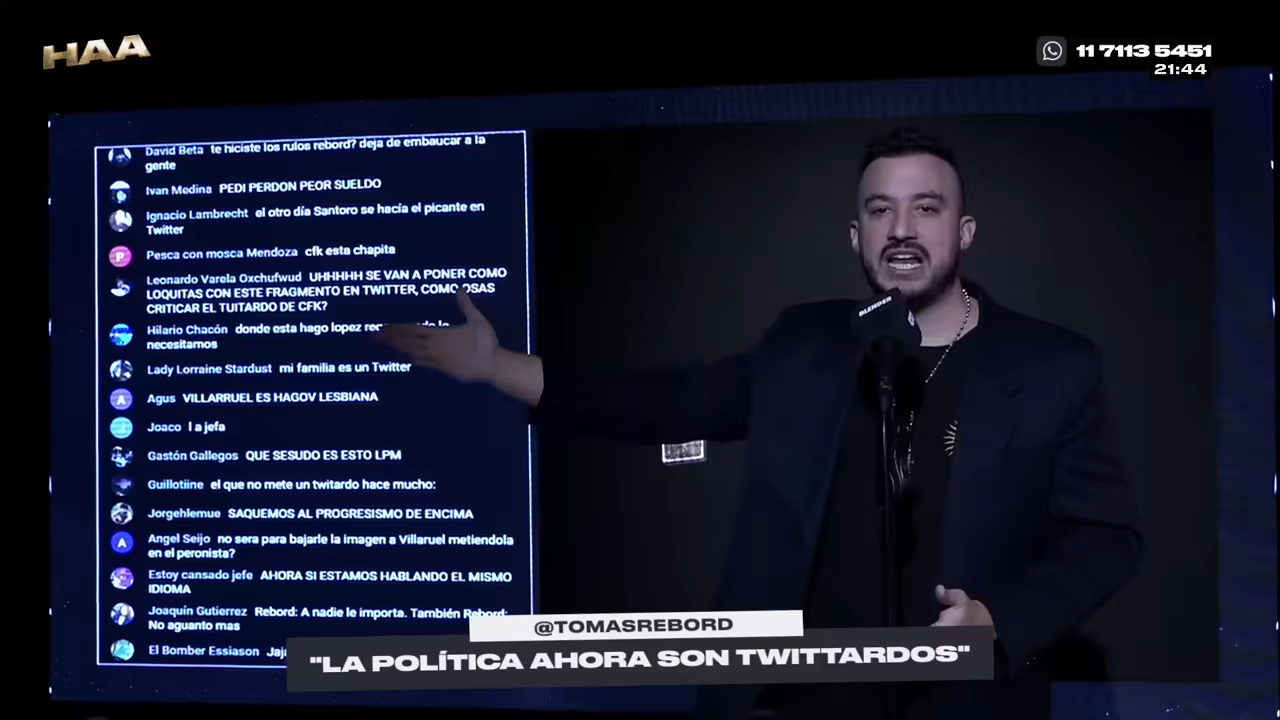 HAA
11 7113 5451
21:44
David Beta te hiciste los rulos rebord? deja de embaucar a la
gente
Ivan Medina PEDI PERDON PEOR SUELDO
Ignacio Lambrecht el otro día Santoro se hacía el picante en
Twitter
P
Pesca con mosca Mendoza cfk esta chapita
Leonardo Varela Oxchufwud UHHHHH SE VAN A PONER COMO
LOQUITAS CON ESTE FRAGMENTO EN TWITTER, COMO OSAS
CRITICAR EL TUITARDO DE CFK?
Hilario Chacón donde esta hago lopez
necesitamos
Lady Lorraine Stardust mi familia es un Twitter
A
Agus VILLARRUEL ES HAGOV LESBIANA
Joaco l a jefa
Gastón Gallegos QUE SESUDO ES ESTO LPM
Guillotiine el que no mete un twitardo hace mucho:
Jorgehlemue SAQUEMOS AL PROGRESISMO DE ENCIMA
A
Angel Seijo no sera para bajarle la imagen a Villaruel metiendola
en el peronista?
Estoy cansado jefe AHORA SI ESTAMOS HABLANDO EL MISMO
IDIOMA
Joaquín Gutierrez Rebord: A nadie le importa. También Rebord:
No aguanto mas
El Bomber Essiason
BLENDER
@TOMASREBORD
"LA POLÍTICA AHORA SON TWITTARDOS"